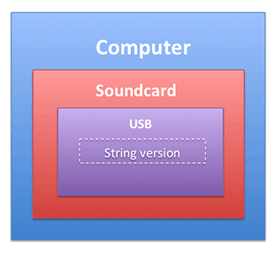 Computer
Soundcard
USB
String version